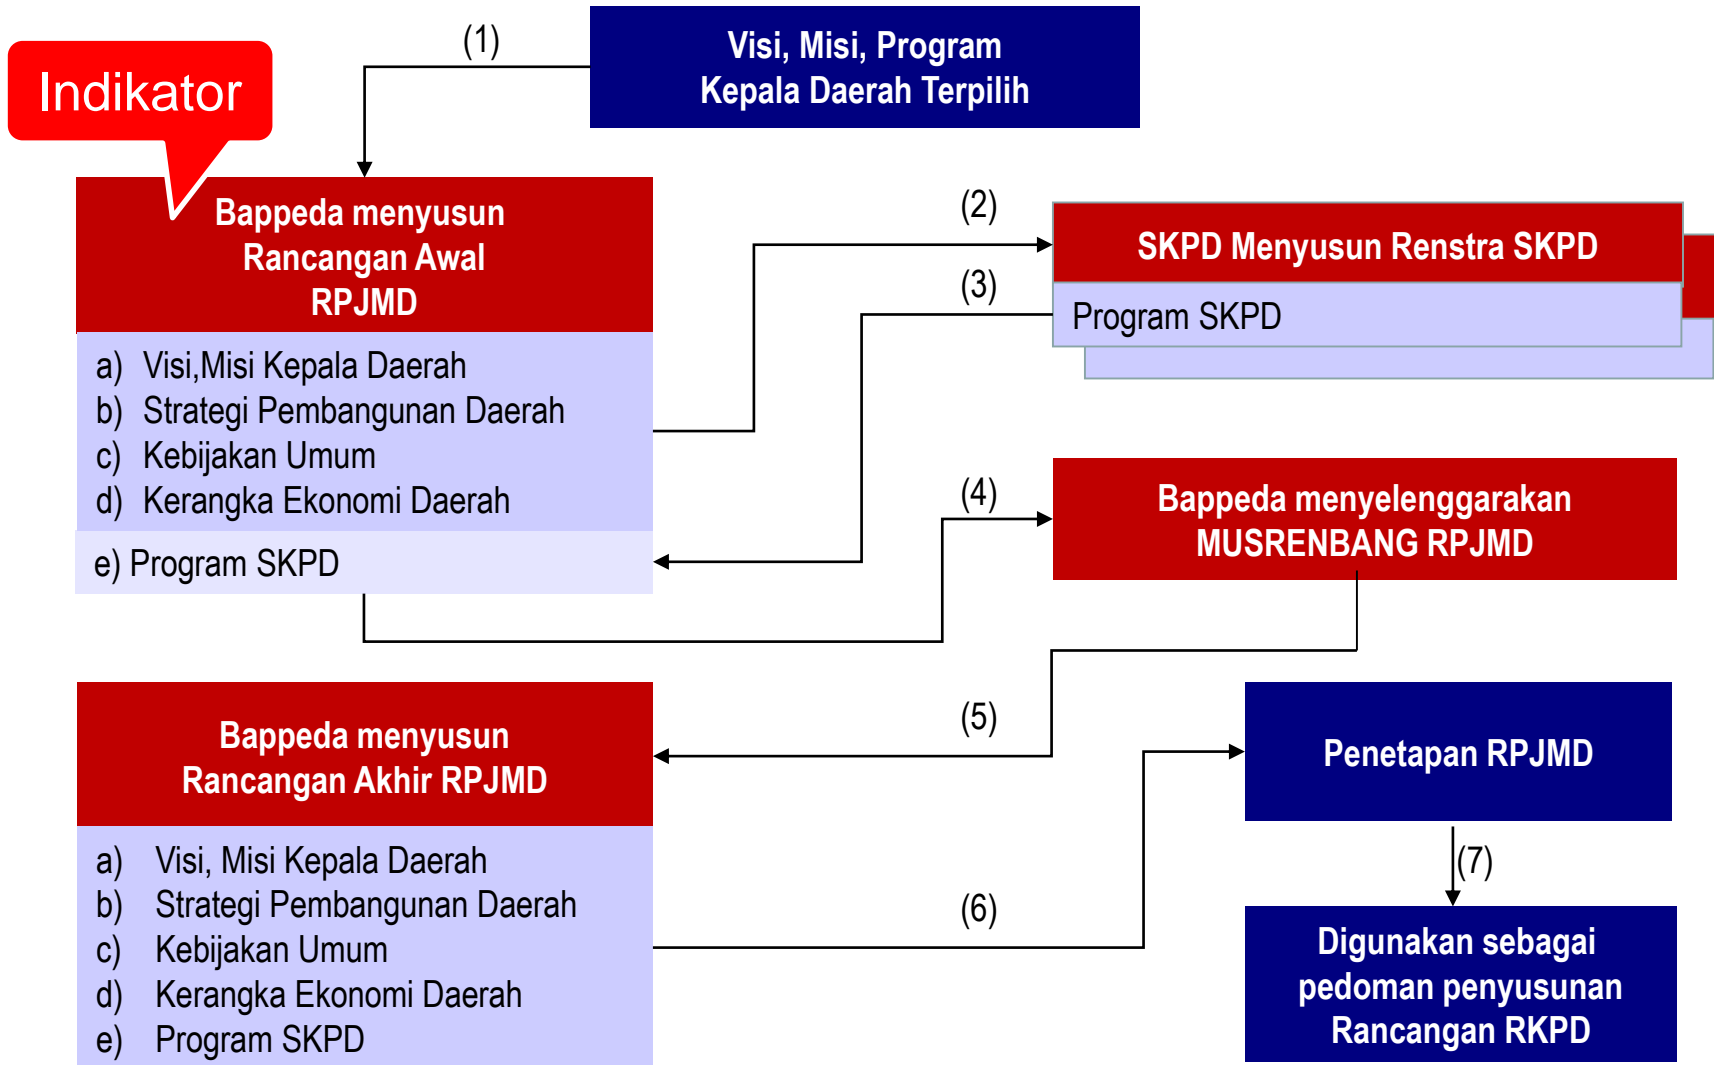 (1)
Visi, Misi, Program
Kepala Daerah Terpilih
Indikator
Bappeda menyusun
Rancangan Awal
RPJMD
a) Visi,Misi Kepala Daerah
b) Strategi Pembangunan Daerah
c) Kebijakan Umum
d) Kerangka Ekonomi Daerah
e) Program SKPD
(2)
SKPD Menyusun Renstra SKPD
(3)
Program SKPD
(4)
Bappeda menyelenggarakan
MUSRENBANG RPJMD
(5)
Bappeda menyusun
Rancangan Akhir RPJMD
a) Visi, Misi Kepala Daerah
b) Strategi Pembangunan Daerah
c) Kebijakan Umum
d) Kerangka Ekonomi Daerah
e) Program SKPD
(6)
Penetapan RPJMD
(7)
Digunakan sebagai
pedoman penyusunan
Rancangan RKPD